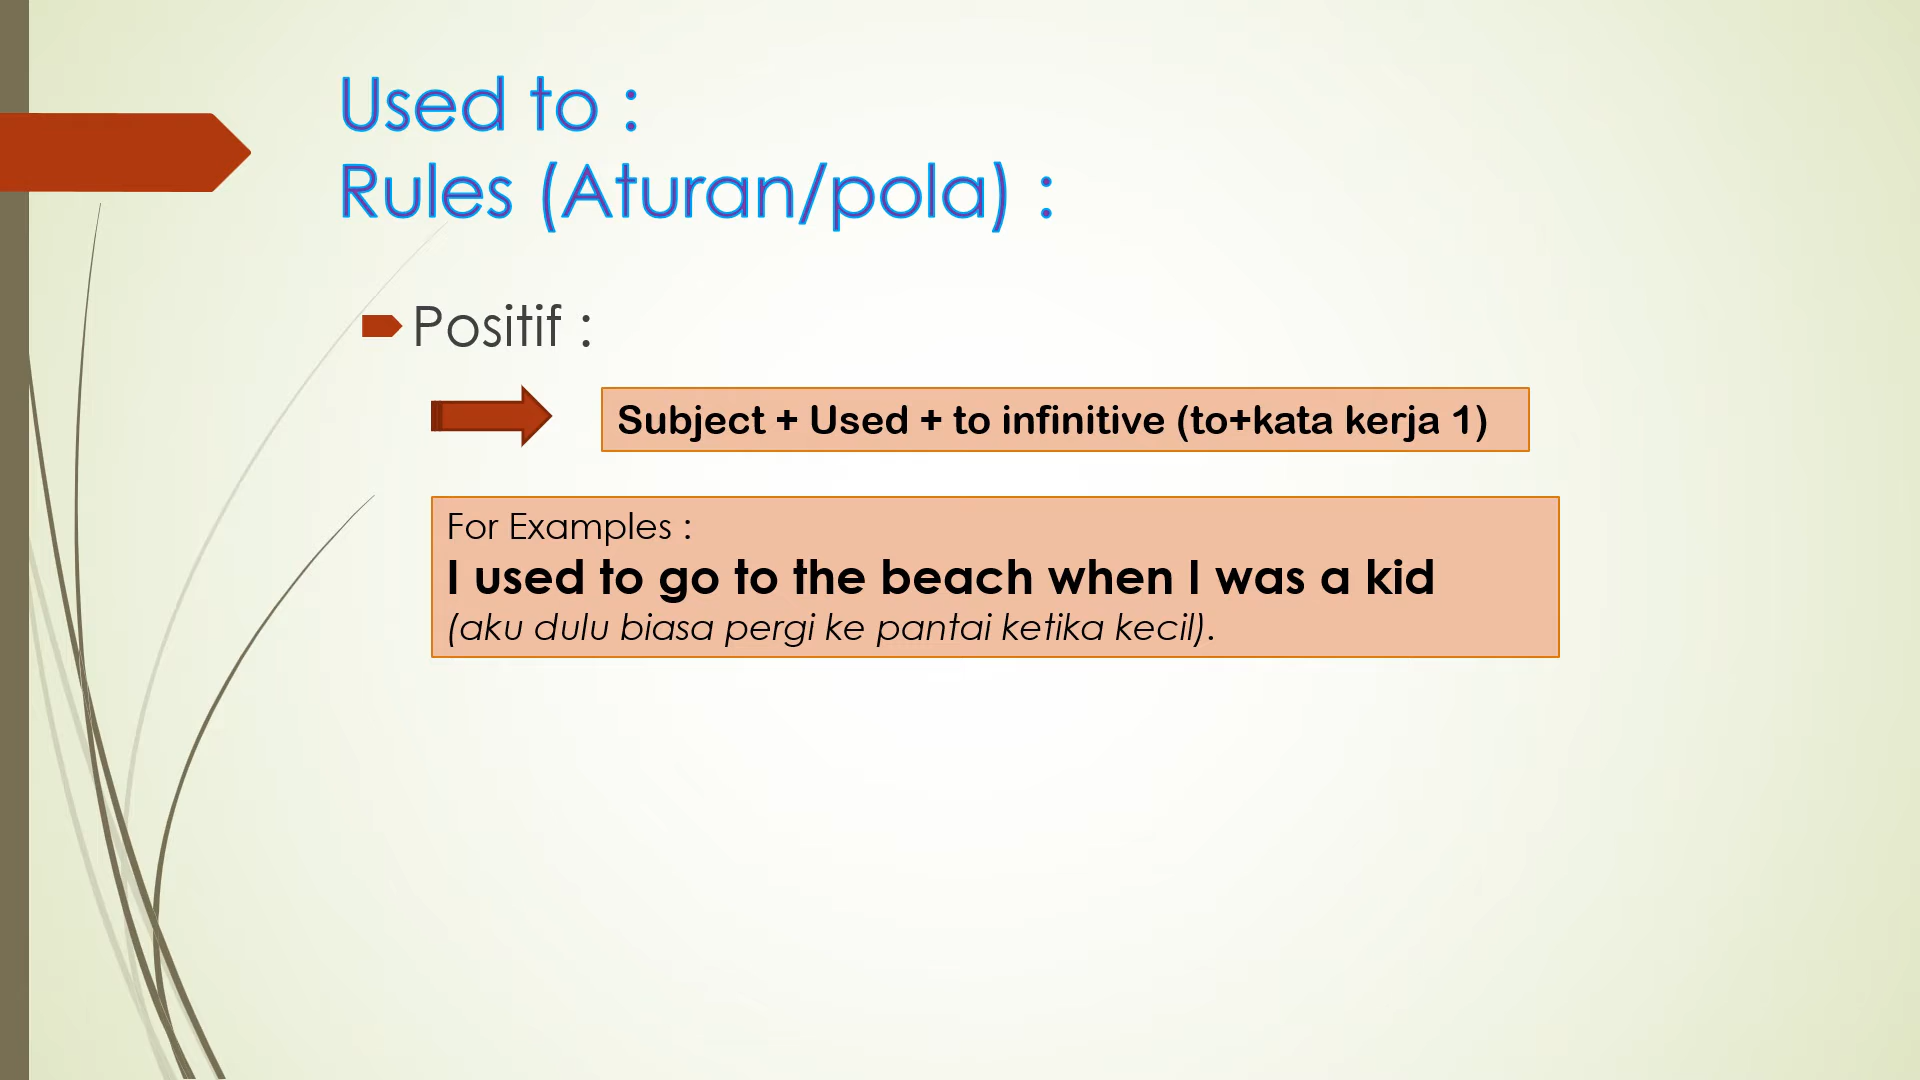 Used to :
Rules (Aturan/pola) :
Positif :
Subject + Used + to infinitive (to+kata kerja 1)
For Examples :
I used to go to the beach when I was a kid
(aku dulu biasa pergi ke pantai ketika kecil).